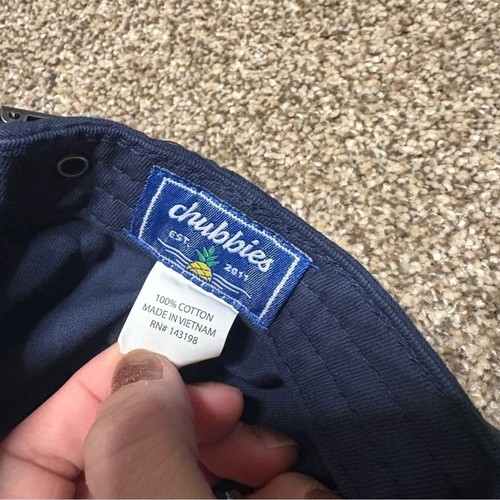 chubbies
EST. 2011
100% COTTON
MADE IN VIETNAM
RN# 143198